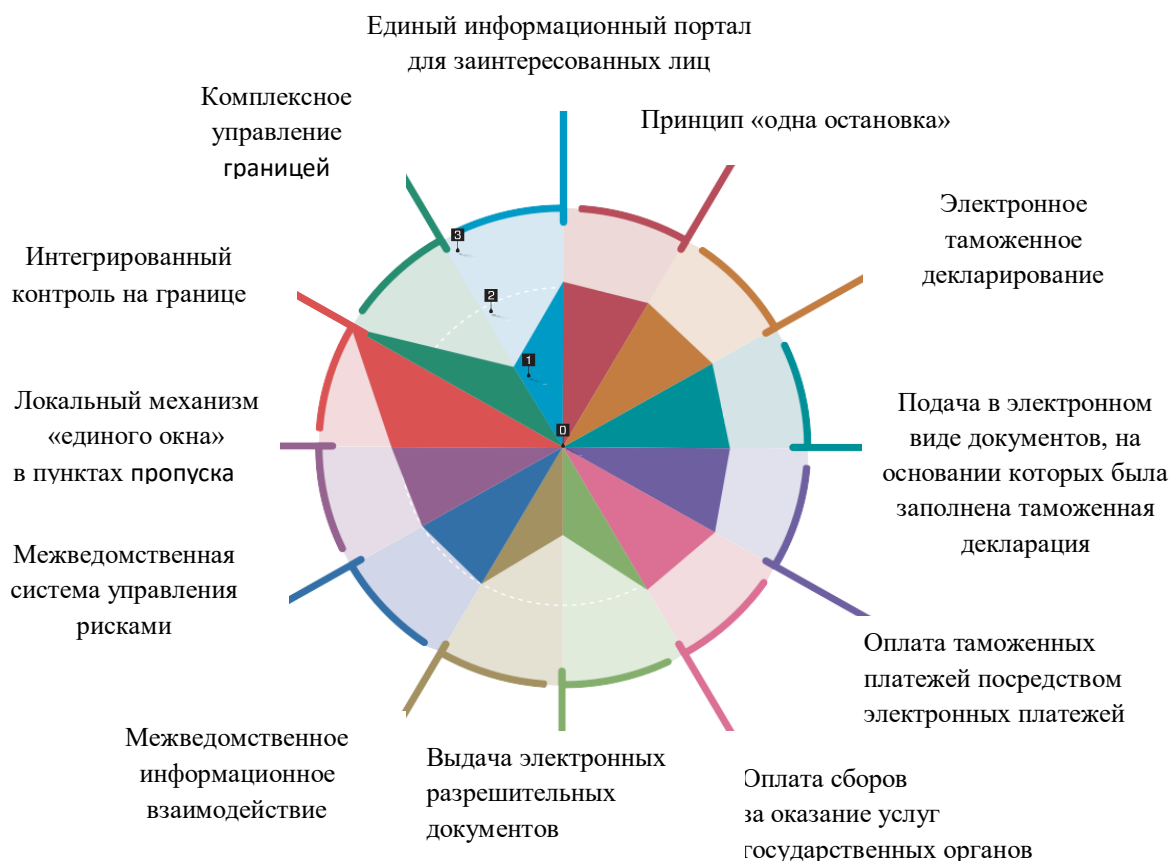 Единый информационный портал
для заинтересованных лиц
Принцип «одна остановка»
Электронное
таможенное
декларирование
Подача в электронном
виде документов, на
основании которых была
заполнена таможенная
декларация
Оплата таможенных
платежей посредством
электронных платежей
Оплата сборов
за оказание услуг
государственных органов
Выдача электронных
разрешительных
документов
Межведомственное
информационное
взаимодействие
Межведомственная
система управления
рисками
Локальный механизм
«единого окна»
в пунктах пропуска
Интегрированный
контроль на границе
Комплексное
управление
границей
3
2
1
0